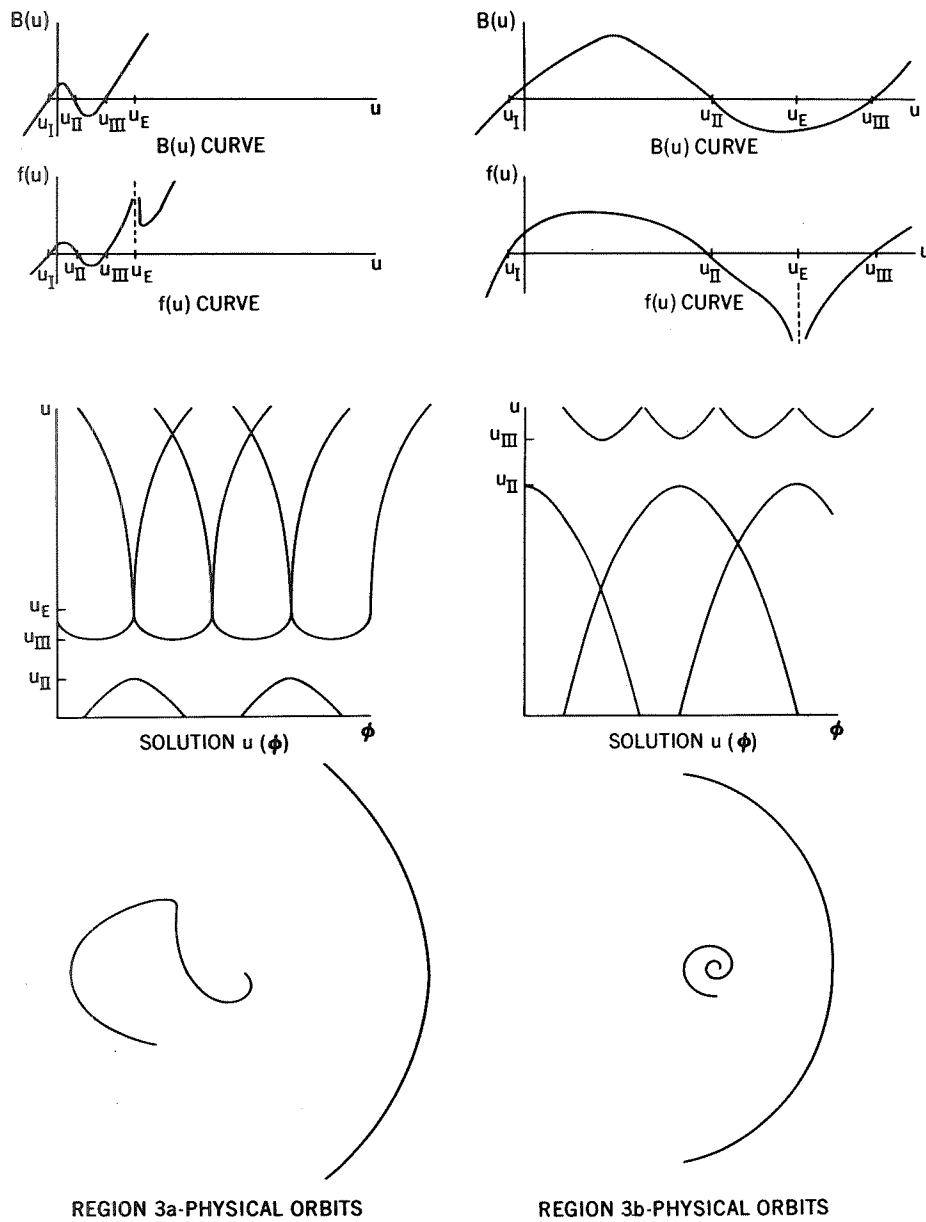 B(u)
u_I u_II u_III u_E u
B(u) CURVE
f(u)
u_I u_II u_III u_E u
f(u) CURVE
B(u)
u_I u_II u_E u_III u
B(u) CURVE
f(u)
u_I u_II u_E u_III u
f(u) CURVE
u
u_E
u_III
u_II
ϕ
SOLUTION u (ϕ)
u
u_III
u_II
ϕ
SOLUTION u (ϕ)
REGION 3a-PHYSICAL ORBITS
REGION 3b-PHYSICAL ORBITS